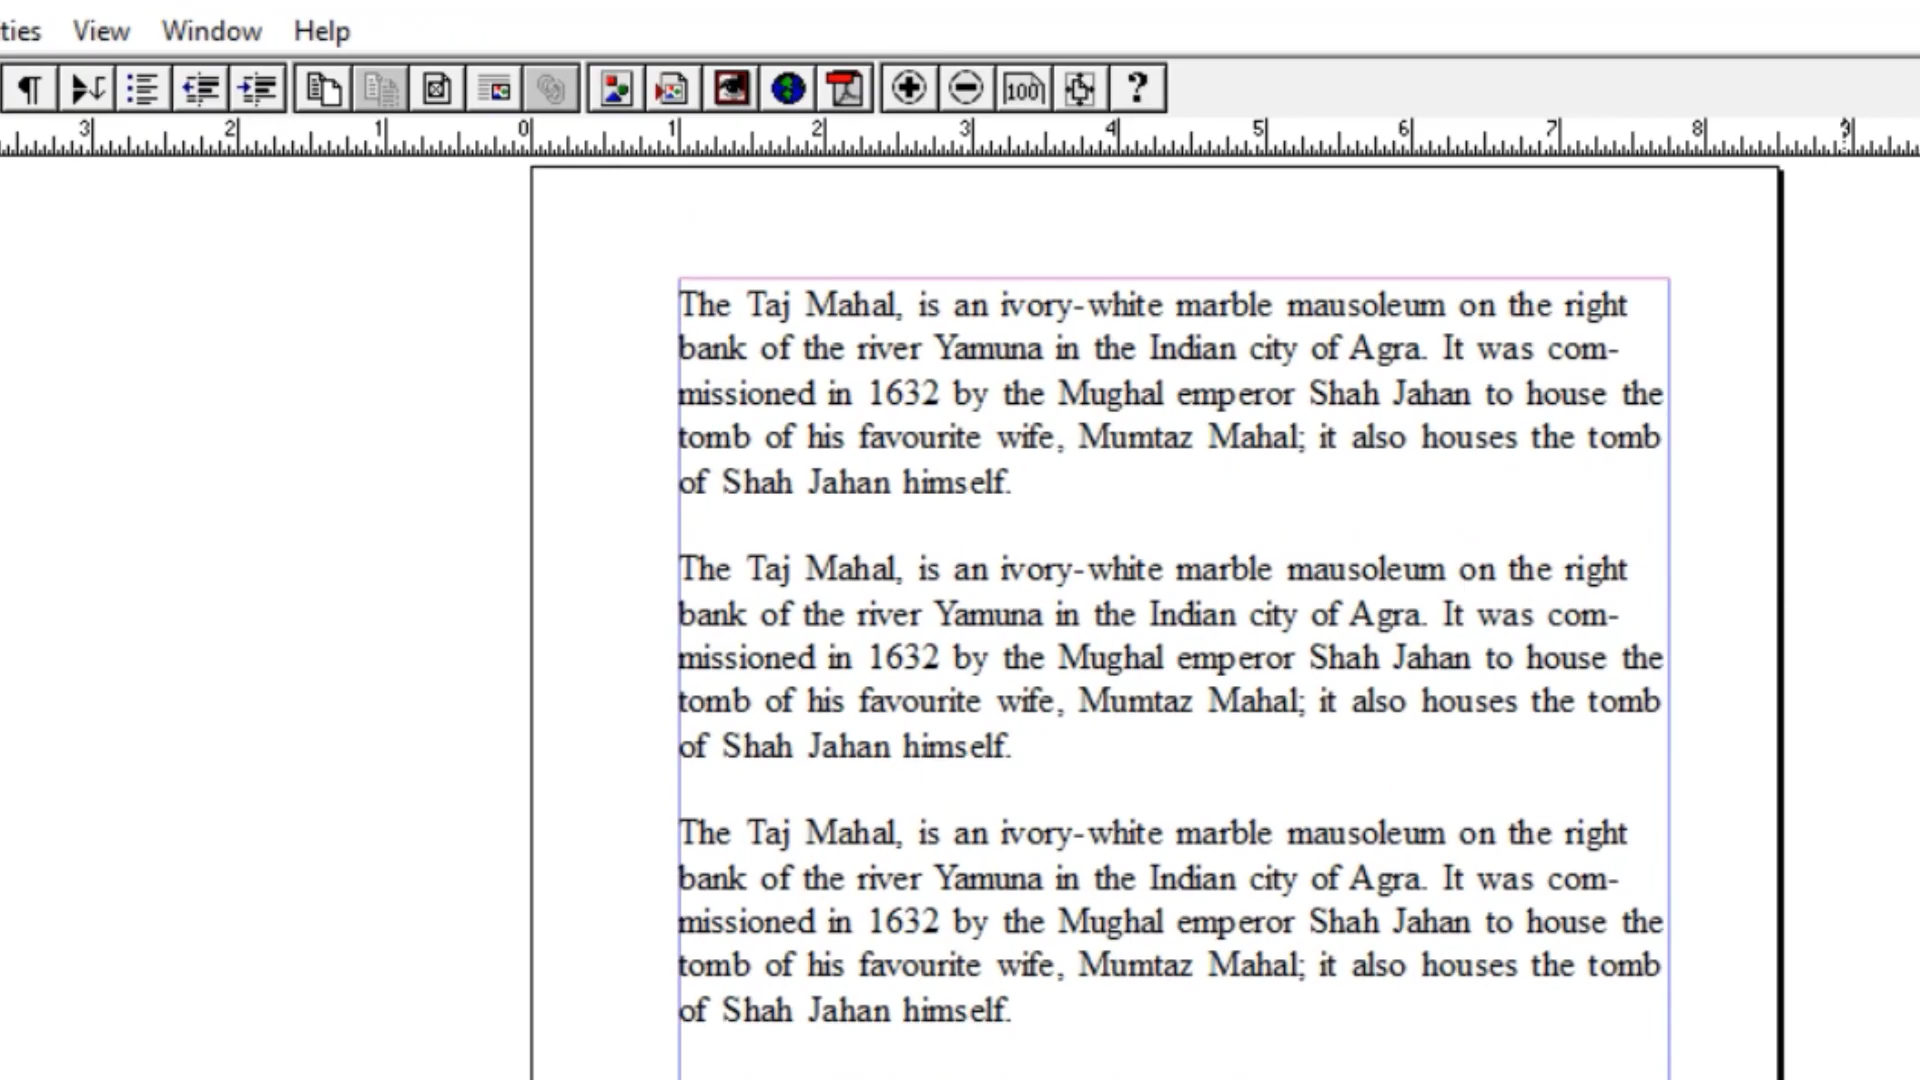 ties View Window Help
100 ?
3 2 1 0 1 2 3 4 5 6 7 8 9
The Taj Mahal, is an ivory-white marble mausoleum on the right
bank of the river Yamuna in the Indian city of Agra. It was com-
missioned in 1632 by the Mughal emperor Shah Jahan to house the
tomb of his favourite wife, Mumtaz Mahal; it also houses the tomb
of Shah Jahan himself.
The Taj Mahal, is an ivory-white marble mausoleum on the right
bank of the river Yamuna in the Indian city of Agra. It was com-
missioned in 1632 by the Mughal emperor Shah Jahan to house the
tomb of his favourite wife, Mumtaz Mahal; it also houses the tomb
of Shah Jahan himself.
The Taj Mahal, is an ivory-white marble mausoleum on the right
bank of the river Yamuna in the Indian city of Agra. It was com-
missioned in 1632 by the Mughal emperor Shah Jahan to house the
tomb of his favourite wife, Mumtaz Mahal; it also houses the tomb
of Shah Jahan himself.